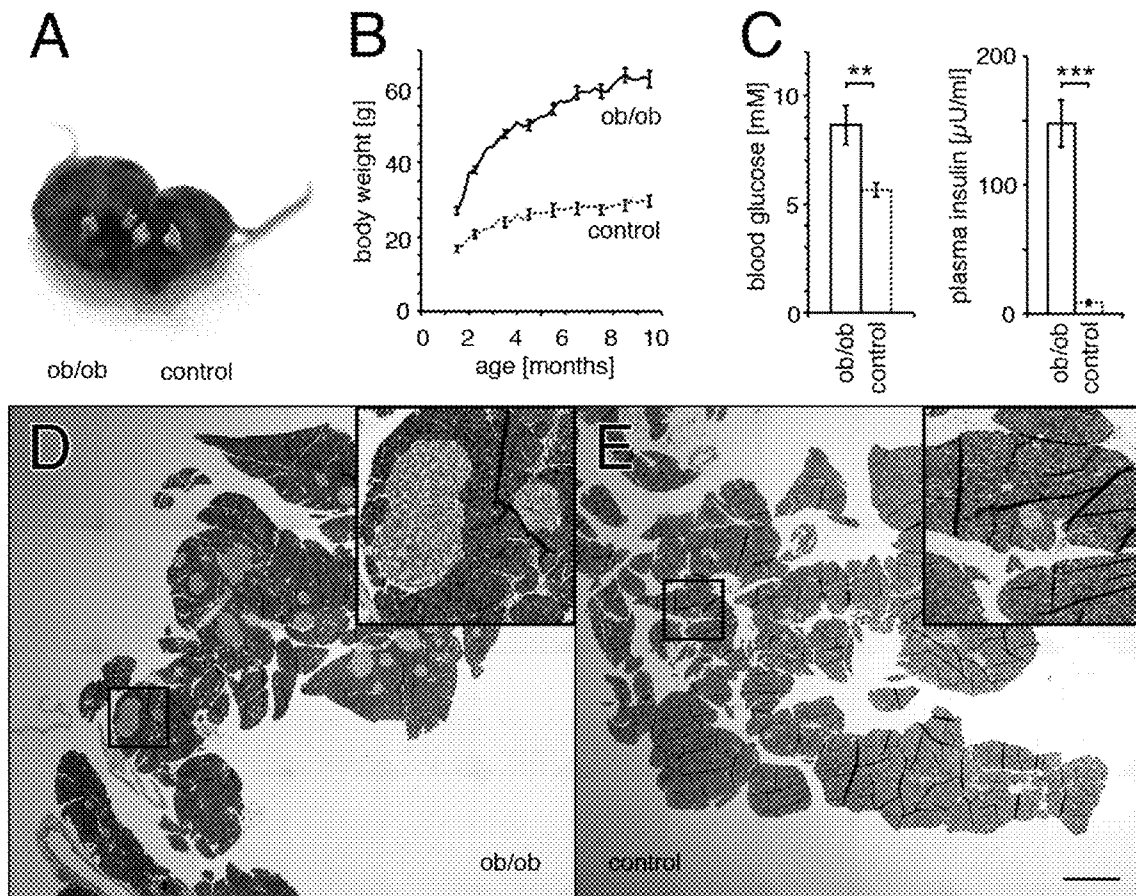 A
ob/ob
control
B
body weight [g]
60
40
20
0
ob/ob
control
0
2
4
6
8
10
age [months]
C
blood glucose [mM]
10
5
0
**
ob/ob
control
plasma insulin [µU/ml]
200
100
0
***
ob/ob
control
D
ob/ob
E
control